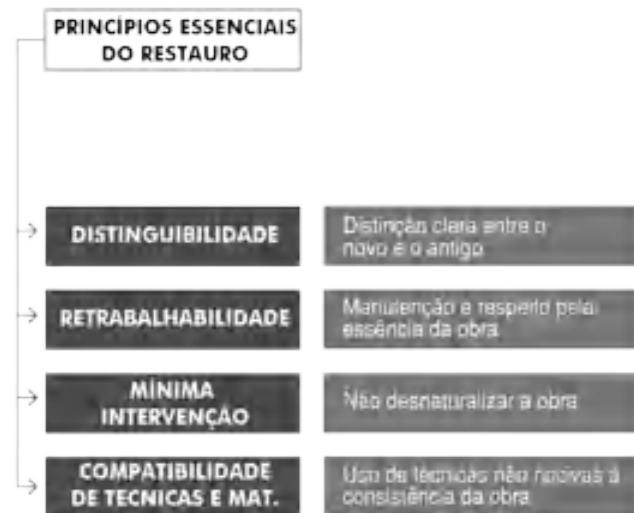 PRINCÍPIOS ESSENCIAIS
DO RESTAURO
DISTINGUIBILIDADE
Distinção clara entre o
novo e o antigo
RETRABALHABILIDADE
Manutenção e respeito pela
essência da obra
MÍNIMA
INTERVENÇÃO
Não desnaturalizar a obra
COMPATIBILIDADE
DE TECNICAS E MAT.
Uso de técnicas não nocivas à
consistência da obra